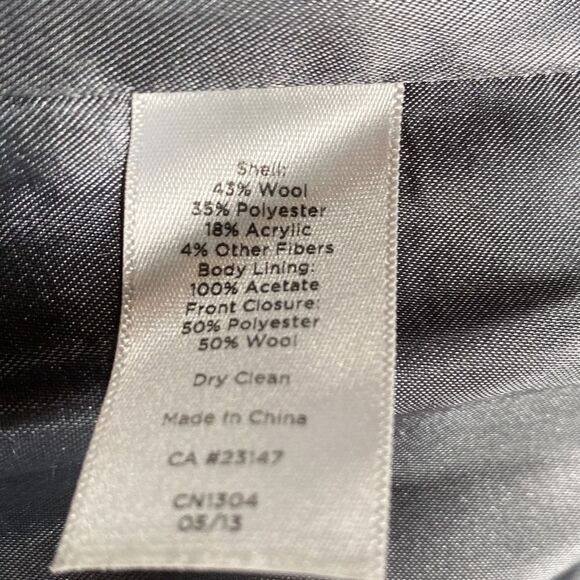 Shell:
43% Wool
35% Polyester
18% Acrylic
4% Other Fibers
Body Lining:
100% Acetate
Front Closure:
50% Polyester
50% Wool
Dry Clean
Made In China
CA #23147
CN1304
05/13